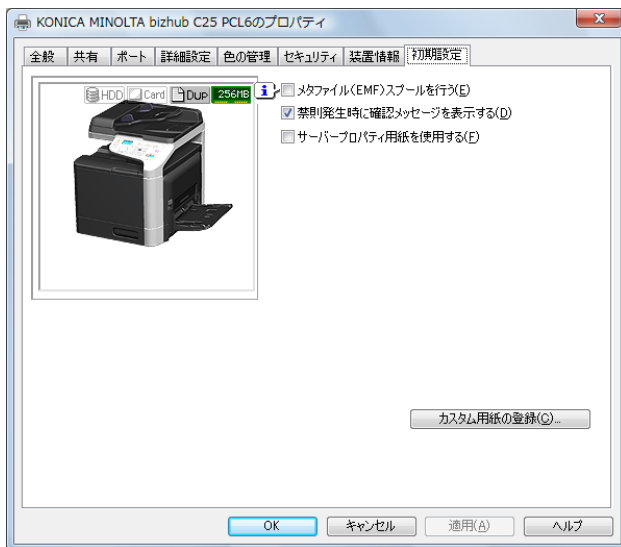 KONICA MINOLTA bizhub C25 PCL6のプロパティ
全般 共有 ポート 詳細設定 色の管理 セキュリティ 装置情報 初期設定
HDD Card DUP 256MB
メタファイル(EMF)スプールを行う(E)
禁則発生時に確認メッセージを表示する(D)
サーバープロパティ用紙を使用する(F)
カスタム用紙の登録(C)...
OK キャンセル 適用(A) ヘルプ